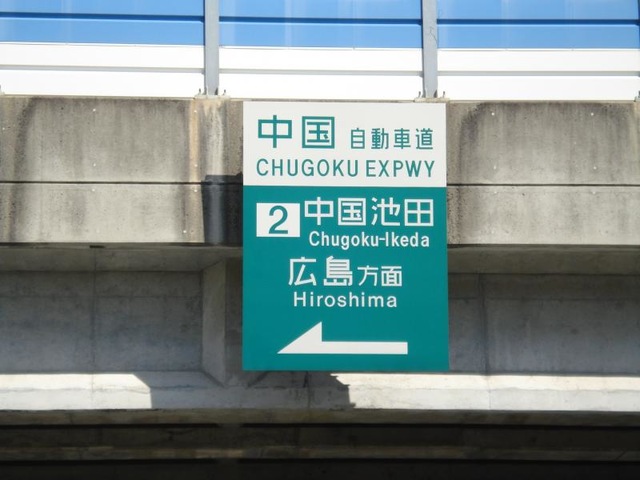 中国 自動車道
CHUGOKU EXPWY
2 中国池田
Chugoku-Ikeda
広島方面
Hiroshima